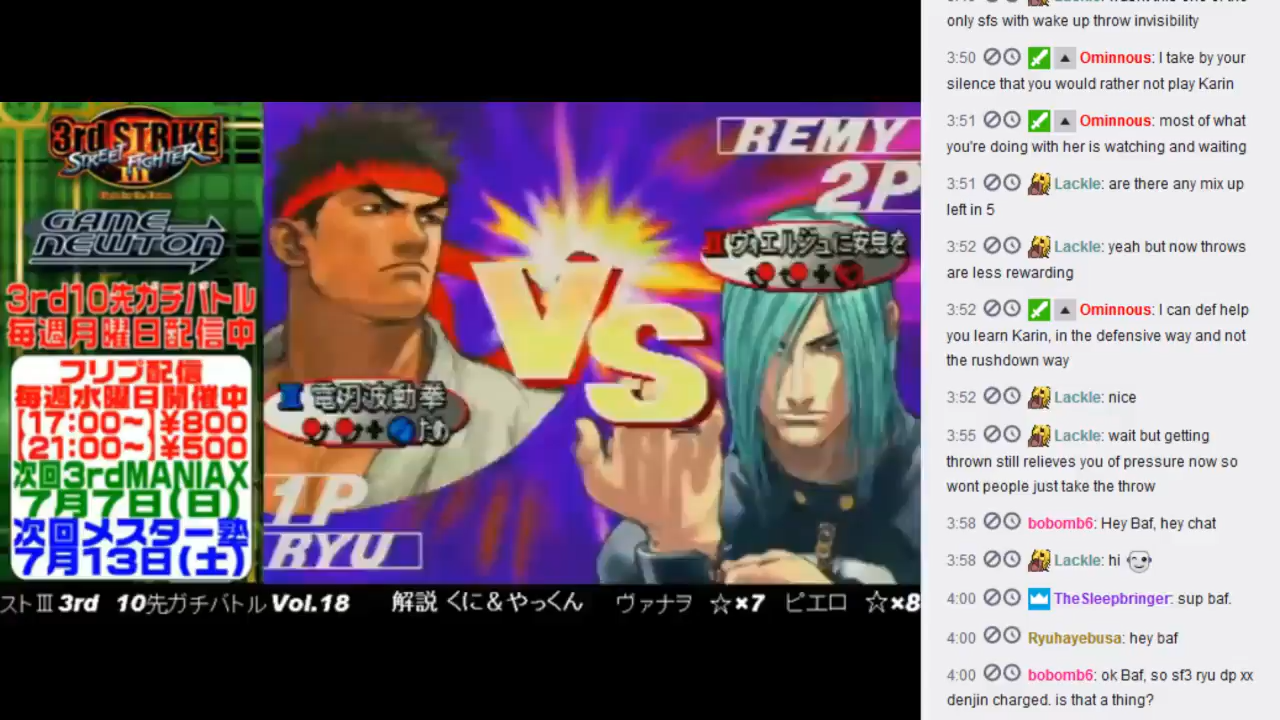 3rd STRIKE
STREET FIGHTER
III
GAME
NEWTON
3rd10先ガチバトル
毎週月曜日配信中
フリプ配信
毎週水曜日開催中
(17:00~)¥800
(21:00~)¥500
次回3rdMANIAX
7月7日(日)
次回メスター塾
7月13日(土)
REMY
2P
II ヴィエルジュに安息を
VS
III 電刃波動拳
ため
1P
RYU
ストIII 3rd 10先ガチバトル Vol.18 解説 くに&やっくん ヴァナヲ ☆×7 ピエロ ☆×8
only sfs with wake up throw invisibility
3:50 Ominnous: I take by your
silence that you would rather not play Karin
3:51 Ominnous: most of what
you're doing with her is watching and waiting
3:51 Lackle: are there any mix up
left in 5
3:52 Lackle: yeah but now throws
are less rewarding
3:52 Ominnous: I can def help
you learn Karin, in the defensive way and not
the rushdown way
3:52 Lackle: nice
3:55 Lackle: wait but getting
thrown still relieves you of pressure now so
wont people just take the throw
3:58 bobomb6: Hey Baf, hey chat
3:58 Lackle: hi
4:00 TheSleepbringer: sup baf.
4:00 Ryuhayebusa: hey baf
4:00 bobomb6: ok Baf, so sf3 ryu dp xx
denjin charged. is that a thing?